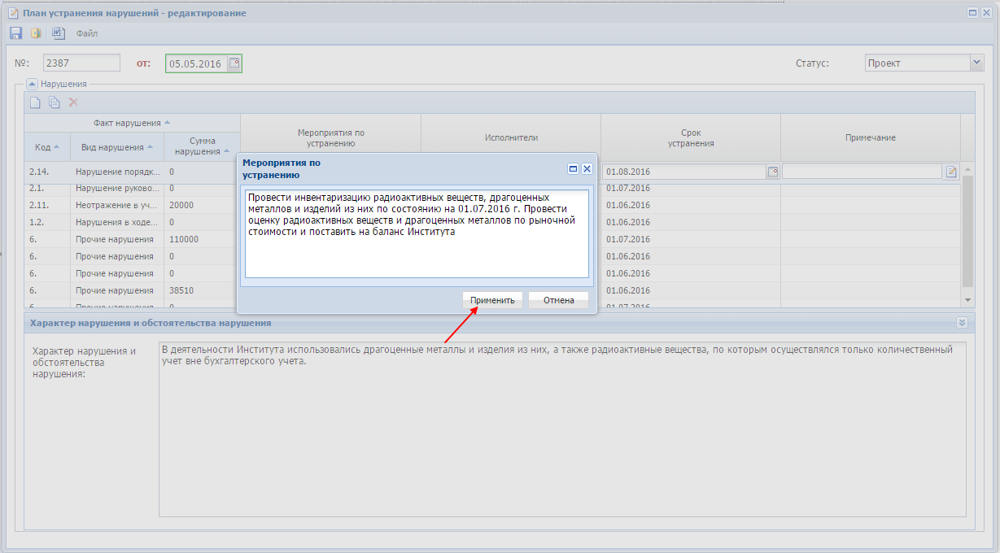 План устранения нарушений - редактирование
Файл
№: 2387 от: 05.05.2016 Статус: Проект
Нарушения
Факт нарушения
Мероприятия по
устранению
Исполнители
Срок
устранения
Примечание
Код Вид нарушения Сумма
нарушения
2.14. Нарушение порядк... 0 01.08.2016
2.1. Нарушение руково... 0 01.07.2016
2.11. Неотражение в уч... 20000 01.06.2016
1.2. Нарушения в ходе... 0 01.06.2016
6. Прочие нарушения 110000 01.07.2016
6. Прочие нарушения 0 01.06.2016
6. Прочие нарушения 0 01.06.2016
6. Прочие нарушения 38510 01.06.2016
6. Прочие нарушения 0 01.07.2016
Мероприятия по
устранению
Провести инвентаризацию радиоактивных веществ, драгоценных
металлов и изделий из них по состоянию на 01.07.2016 г. Провести
оценку радиоактивных веществ и драгоценных металлов по рыночной
стоимости и поставить на баланс Института
Применить Отмена
Характер нарушения и обстоятельства нарушения
Характер нарушения и
обстоятельства
нарушения:
В деятельности Института использовались драгоценные металлы и изделия из них, а также радиоактивные вещества, по которым осуществлялся только количественный
учет вне бухгалтерского учета.